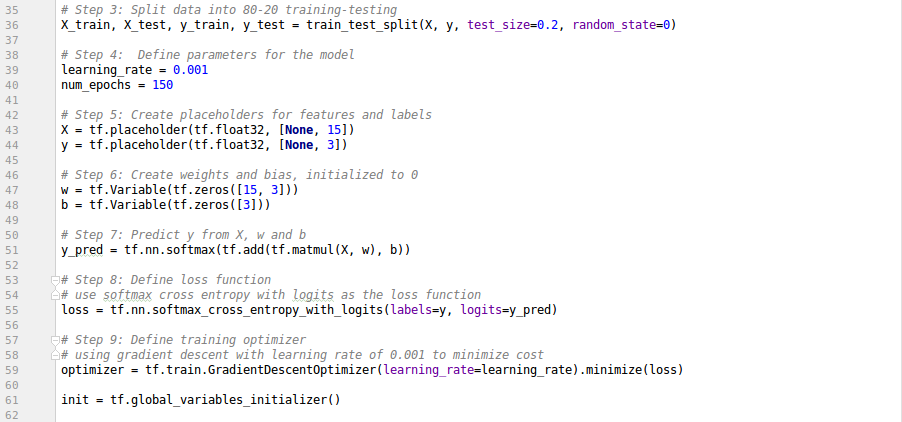 35 # Step 3: Split data into 80-20 training-testing
36 X_train, X_test, y_train, y_test = train_test_split(X, y, test_size=0.2, random_state=0)
37
38 # Step 4:  Define parameters for the model
39 learning_rate = 0.001
40 num_epochs = 150
41
42 # Step 5: Create placeholders for features and labels
43 X = tf.placeholder(tf.float32, [None, 15])
44 y = tf.placeholder(tf.float32, [None, 3])
45
46 # Step 6: Create weights and bias, initialized to 0
47 w = tf.Variable(tf.zeros([15, 3]))
48 b = tf.Variable(tf.zeros([3]))
49
50 # Step 7: Predict y from X, w and b
51 y_pred = tf.nn.softmax(tf.add(tf.matmul(X, w), b))
52
53 # Step 8: Define loss function
54 # use softmax cross entropy with logits as the loss function
55 loss = tf.nn.softmax_cross_entropy_with_logits(labels=y, logits=y_pred)
56
57 # Step 9: Define training optimizer
58 # using gradient descent with learning rate of 0.001 to minimize cost
59 optimizer = tf.train.GradientDescentOptimizer(learning_rate=learning_rate).minimize(loss)
60
61 init = tf.global_variables_initializer()
62